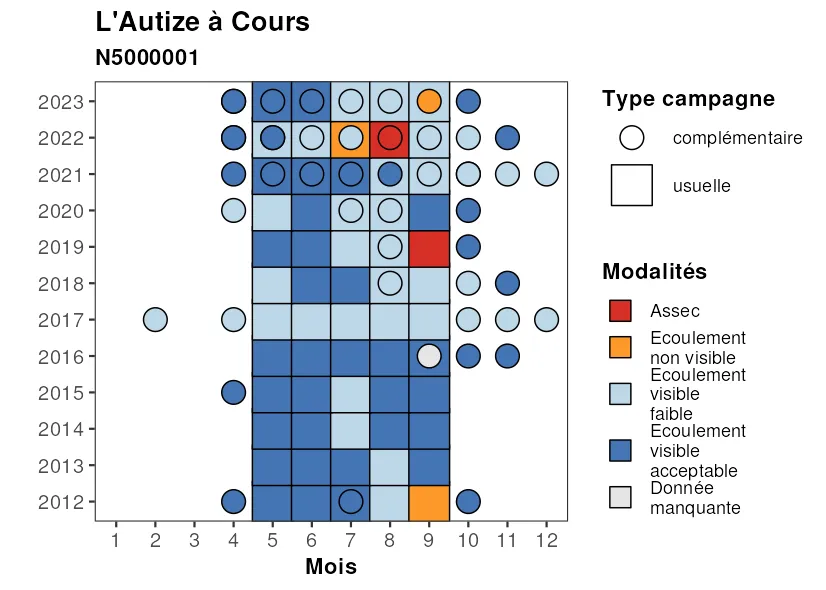 L'Autize à Cours
N5000001
2023
2022
2021
2020
2019
2018
2017
2016
2015
2014
2013
2012
1 2 3 4 5 6 7 8 9 10 11 12
Mois
Type campagne
complémentaire
usuelle
Modalités
Assec
Ecoulement
non visible
Ecoulement
visible
faible
Ecoulement
visible
acceptable
Donnée
manquante